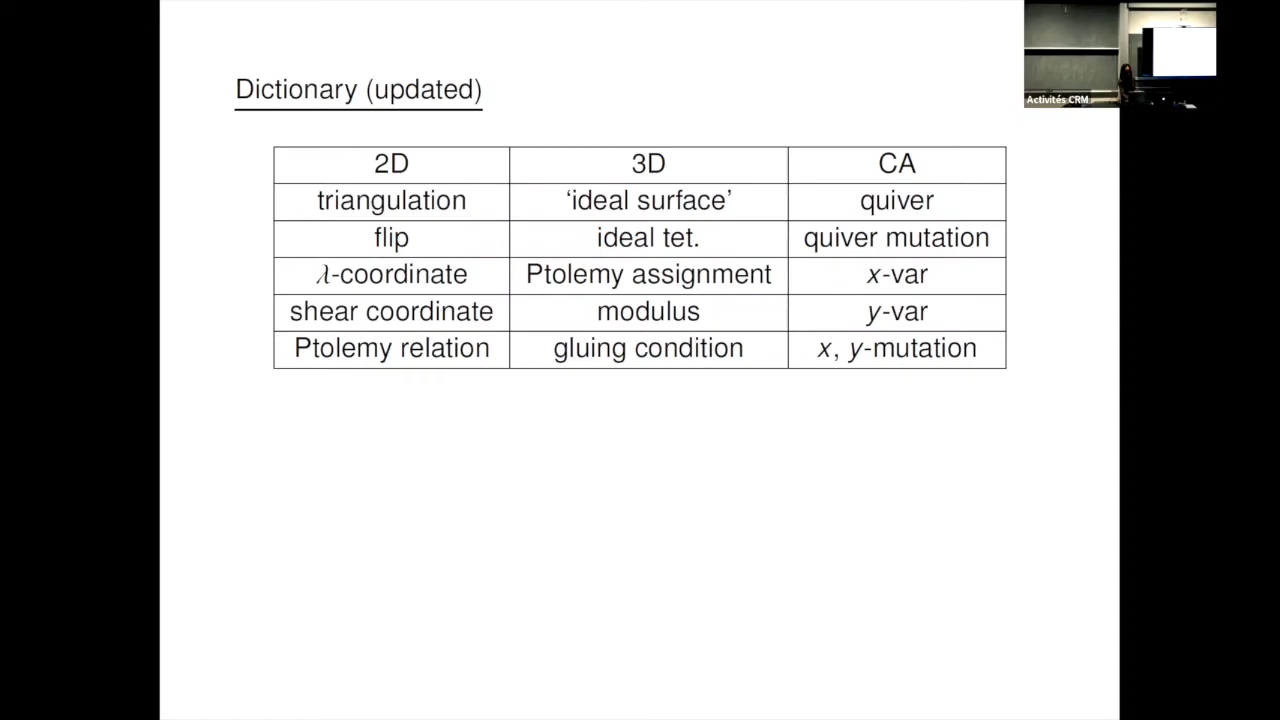 Dictionary (updated)
2D 3D CA
triangulation ‘ideal surface’ quiver
flip ideal tet. quiver mutation
λ-coordinate Ptolemy assignment x-var
shear coordinate modulus y-var
Ptolemy relation gluing condition x, y-mutation
Activités CRM